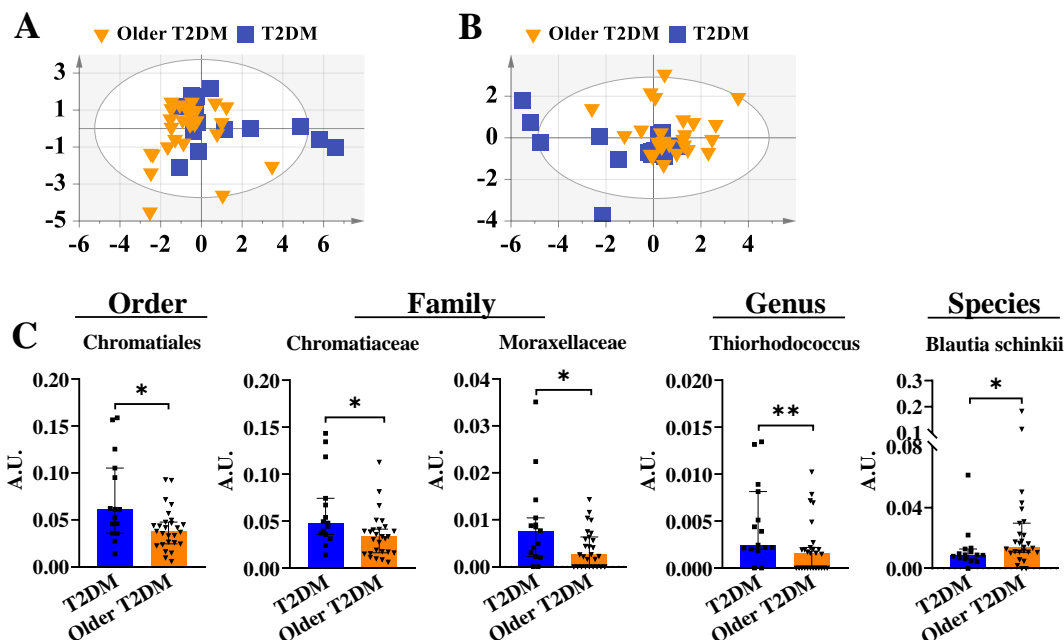 A
Older T2DM T2DM
3
1
-1
-3
-5
-4 -2 0 2 4 6
B
Older T2DM T2DM
2
0
-2
-4
-6 -4 -2 0 2 4
Order Family Genus Species
C
Chromatiales Chromatiaceae Moraxellaceae Thiorhodococcus Blautia schinkii
A.U.
0.20
0.15
0.10
0.05
0.00
*
T2DM
Older T2DM
A.U.
0.20
0.15
0.10
0.05
0.00
*
T2DM
Older T2DM
A.U.
0.04
0.03
0.02
0.01
0.00
*
T2DM
Older T2DM
A.U.
0.020
0.015
0.010
0.005
0.000
**
T2DM
Older T2DM
A.U.
0.3
0.2
0.1
0.08
0.04
0.00
*
T2DM
Older T2DM